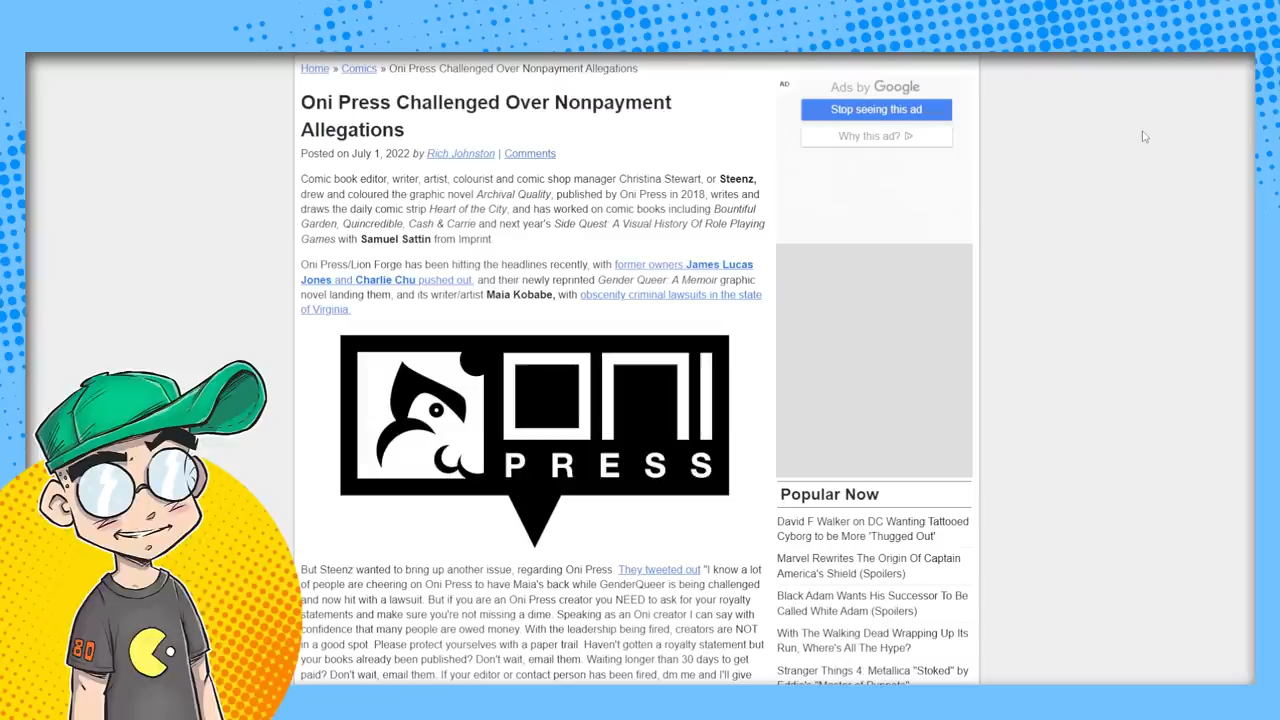 Home » Comics » Oni Press Challenged Over Nonpayment Allegations
Oni Press Challenged Over Nonpayment
Allegations
Posted on July 1, 2022 by Rich Johnston | Comments
Comic book editor, writer, artist, colourist and comic shop manager Christina Stewart, or Steenz,
drew and coloured the graphic novel Archival Quality, published by Oni Press in 2018, writes and
draws the daily comic strip Heart of the City, and has worked on comic books including Bountiful
Garden, Quincredible, Cash & Carrie and next year's Side Quest: A Visual History Of Role Playing
Games with Samuel Sattin from Imprint.
Oni Press/Lion Forge has been hitting the headlines recently, with former owners James Lucas
Jones and Charlie Chu pushed out, and their newly reprinted Gender Queer: A Memoir graphic
novel landing them, and its writer/artist Maia Kobabe, with obscenity criminal lawsuits in the state
of Virginia.
ONI
PRESS
But Steenz wanted to bring up another issue, regarding Oni Press. They tweeted out "I know a lot
of people are cheering on Oni Press to have Maia's back while GenderQueer is being challenged
and now hit with a lawsuit. But if you are an Oni Press creator you NEED to ask for your royalty
statements and make sure you're not missing a dime. Speaking as an Oni creator I can say with
confidence that many people are owed money. With the leadership being fired, creators are NOT
in a good spot. Please protect yourselves with a paper trail. Haven't gotten a royalty statement but
your books already been published? Don't wait, email them. Waiting longer than 30 days to get
paid? Don't wait, email them. If your editor or contact person has been fired, dm me and I'll give
AD
Ads by Google
Stop seeing this ad
Why this ad?
Popular Now
David F Walker on DC Wanting Tattooed
Cyborg to be More 'Thugged Out'
Marvel Rewrites The Origin Of Captain
America's Shield (Spoilers)
Black Adam Wants His Successor To Be
Called White Adam (Spoilers)
With The Walking Dead Wrapping Up Its
Run, Where's All The Hype?
Stranger Things 4: Metallica "Stoked" by
Eddie's "Master of Puppets"
80